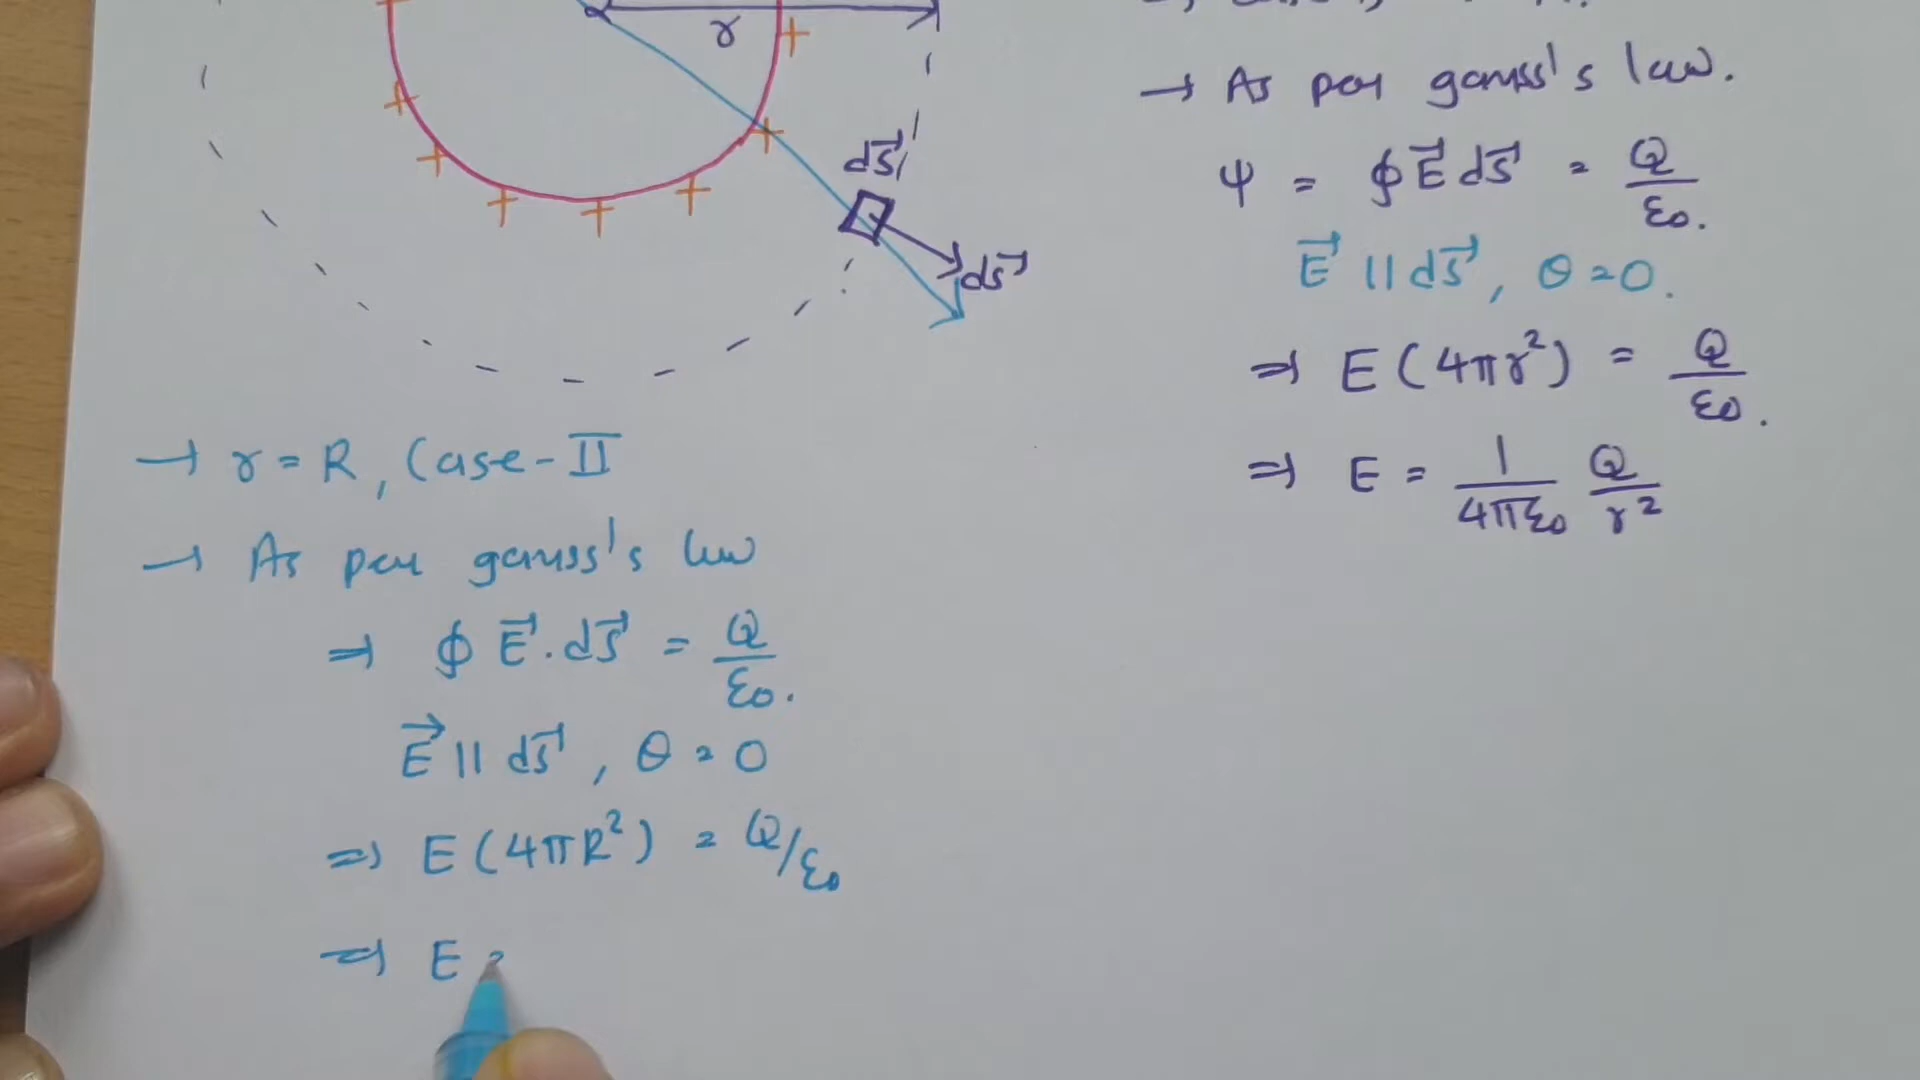 r
ds⃗
ds⃗
→ r = R, Case-II
→ As per gauss's law
⇒ ∮ E⃗ . ds⃗ = Q/ε0.
E⃗ || ds⃗, θ = 0
⇒ E (4πR²) = Q/ε0
⇒ E =
→ As per gauss's law.
ψ = ∮ E⃗ ds⃗ = Q/ε0.
E⃗ || ds⃗, θ = 0.
⇒ E (4πr²) = Q/ε0.
⇒ E = 1/4πε0 Q/r²